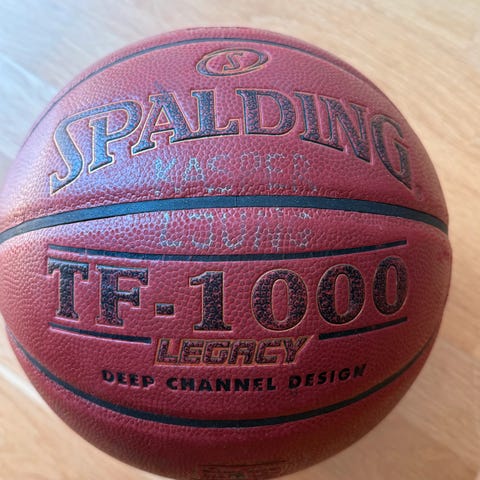 S
SPALDING
TF-1000
LEGACY
DEEP CHANNEL DESIGN